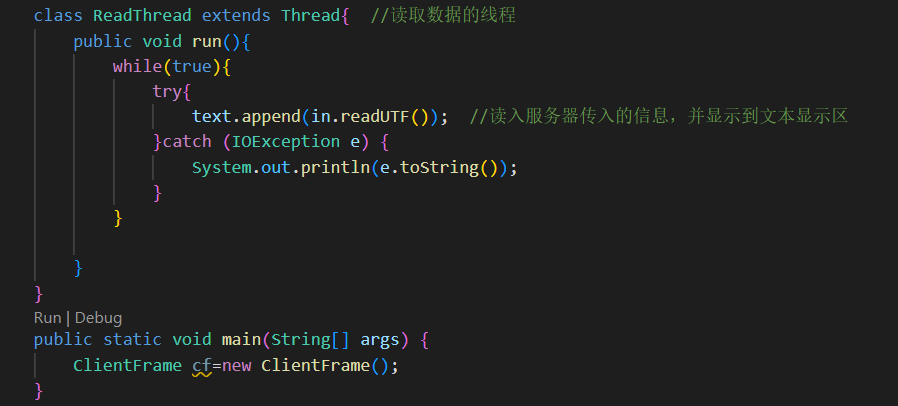 class ReadThread extends Thread{  //读取数据的线程
    public void run(){
        while(true){
            try{
                text.append(in.readUTF());  //读入服务器传入的信息，并显示到文本显示区
            }catch (IOException e) {
                System.out.println(e.toString());
            }
        }

    }
}
Run | Debug
public static void main(String[] args) {
    ClientFrame cf=new ClientFrame();
}